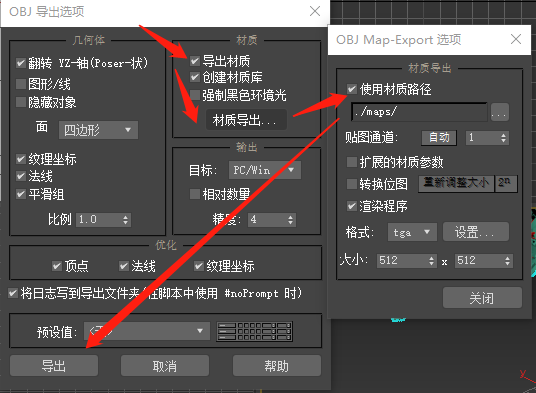 OBJ 导出选项
几何体
翻转 YZ-轴(Poser-状)
图形/线
隐藏对象
面 四边形
纹理坐标
法线
平滑组
比例 1.0
材质
导出材质
创建材质库
强制黑色环境光
材质导出...
输出
目标: PC/Win
相对数量
精度: 4
优化
顶点 法线 纹理坐标
将日志写到导出文件夹(在脚本中使用 #noPrompt 时)
预设值:
导出 取消 帮助
OBJ Map-Export 选项
材质导出
使用材质路径
./maps/ ...
贴图通道: 自动 1
扩展的材质参数
转换位图 重新调整大小 2ⁿ
渲染程序
格式: tga 设置...
大小: 512 x 512
关闭
y
x